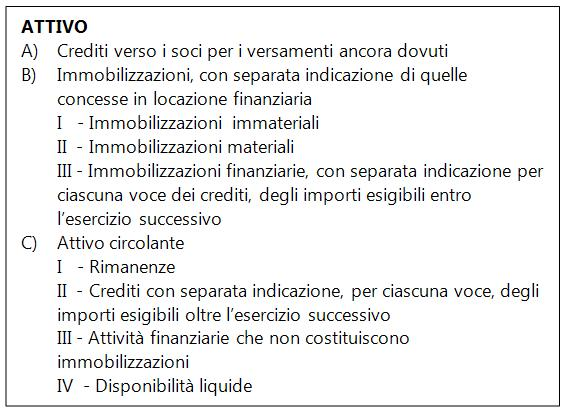 ATTIVO
A) Crediti verso i soci per i versamenti ancora dovuti
B) Immobilizzazioni, con separata indicazione di quelle
concesse in locazione finanziaria
I - Immobilizzazioni immateriali
II - Immobilizzazioni materiali
III - Immobilizzazioni finanziarie, con separata indicazione per
ciascuna voce dei crediti, degli importi esigibili entro
l’esercizio successivo
C) Attivo circolante
I - Rimanenze
II - Crediti con separata indicazione, per ciascuna voce, degli
importi esigibili oltre l’esercizio successivo
III - Attività finanziarie che non costituiscono
immobilizzazioni
IV - Disponibilità liquide